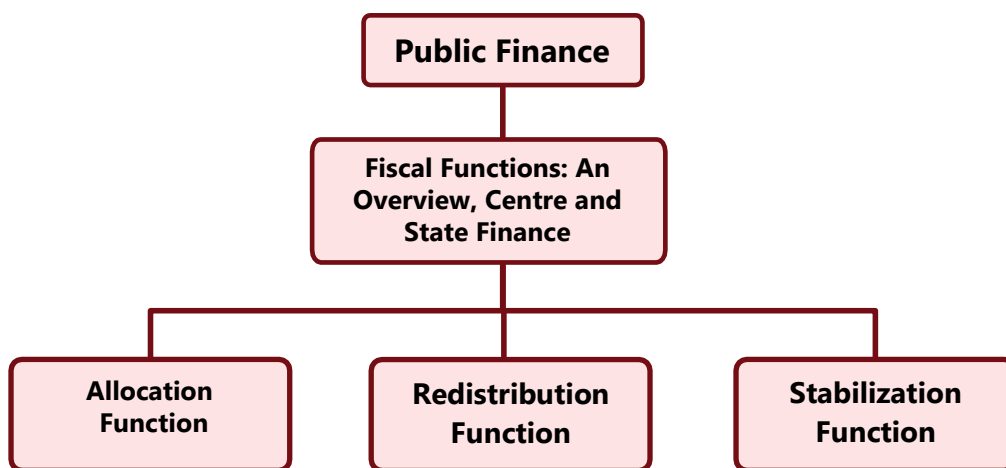 Public Finance
Fiscal Functions: An
Overview, Centre and
State Finance
Allocation
Function
Redistribution
Function
Stabilization
Function